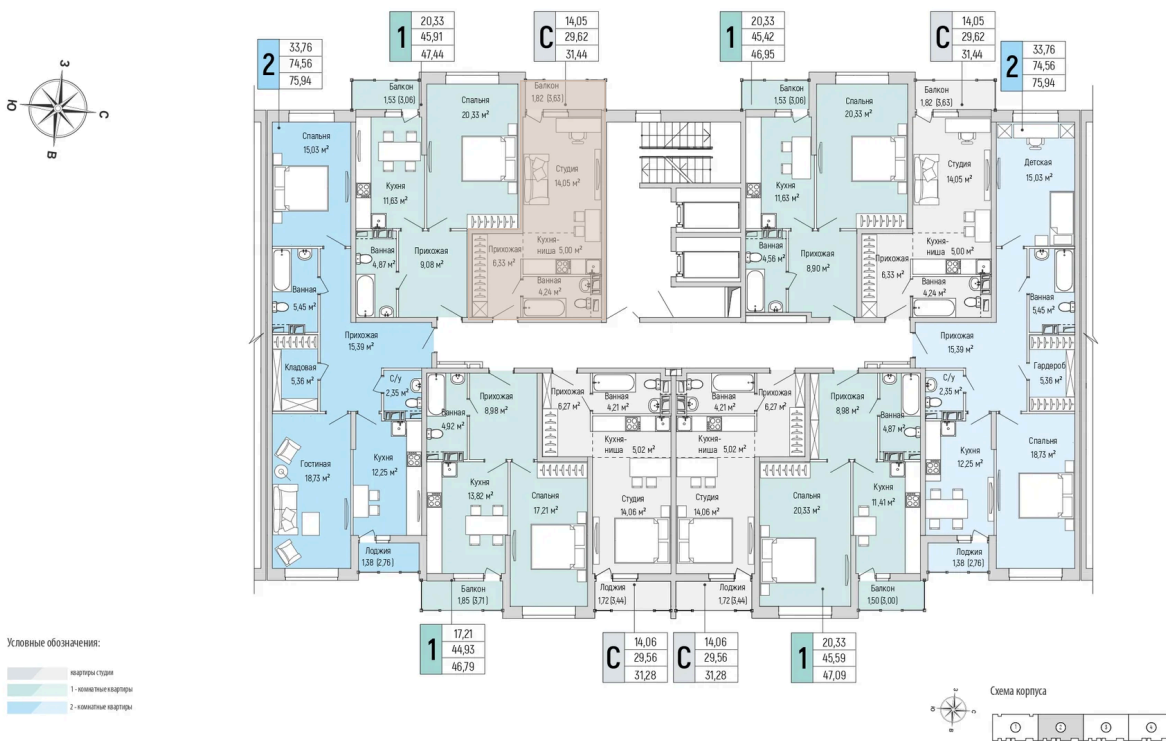 З
С
В
Ю
2
33,76
74,56
75,94
1
20,33
45,91
47,44
С
14,05
29,62
31,44
1
20,33
45,42
46,95
С
14,05
29,62
31,44
2
33,76
74,56
75,94
Балкон
1,53 (3,06)
Спальня
20,33 м²
Балкон
1,82 (3,63)
Балкон
1,53 (3,06)
Спальня
20,33 м²
Балкон
1,82 (3,63)
Спальня
15,03 м²
Кухня
11,63 м²
Студия
14,05 м²
Кухня
11,63 м²
Студия
14,05 м²
Детская
15,03 м²
Ванная
4,87 м²
Прихожая
9,08 м²
Прихожая
6,33 м²
Кухня-
ниша 5,00 м²
Ванная
4,24 м²
Ванная
4,56 м²
Прихожая
8,90 м²
Прихожая
6,33 м²
Кухня-
ниша 5,00 м²
Ванная
4,24 м²
Ванная
5,45 м²
Ванная
5,45 м²
Прихожая
15,39 м²
Прихожая
15,39 м²
Кладовая
5,36 м²
С/у
2,35 м²
Ванная
4,92 м²
Прихожая
8,98 м²
Прихожая
6,27 м²
Ванная
4,21 м²
Ванная
4,21 м²
Прихожая
6,27 м²
Прихожая
8,98 м²
Ванная
4,87 м²
С/у
2,35 м²
Гардероб
5,36 м²
Кухня-
ниша 5,02 м²
Кухня-
ниша 5,02 м²
Гостиная
18,73 м²
Кухня
12,25 м²
Кухня
13,82 м²
Спальня
17,21 м²
Студия
14,06 м²
Студия
14,06 м²
Спальня
20,33 м²
Кухня
11,41 м²
Кухня
12,25 м²
Спальня
18,73 м²
Лоджия
1,38 (2,76)
Балкон
1,85 (3,71)
Лоджия
1,72 (3,44)
Лоджия
1,72 (3,44)
Балкон
1,50 (3,00)
Лоджия
1,38 (2,76)
1
17,21
44,93
46,79
С
14,06
29,56
31,28
С
14,06
29,56
31,28
1
20,33
45,59
47,09
Условные обозначения:
квартиры студии
1 - комнатные квартиры
2 - комнатные квартиры
З
С
В
Ю
Схема корпуса
1
2
3
4